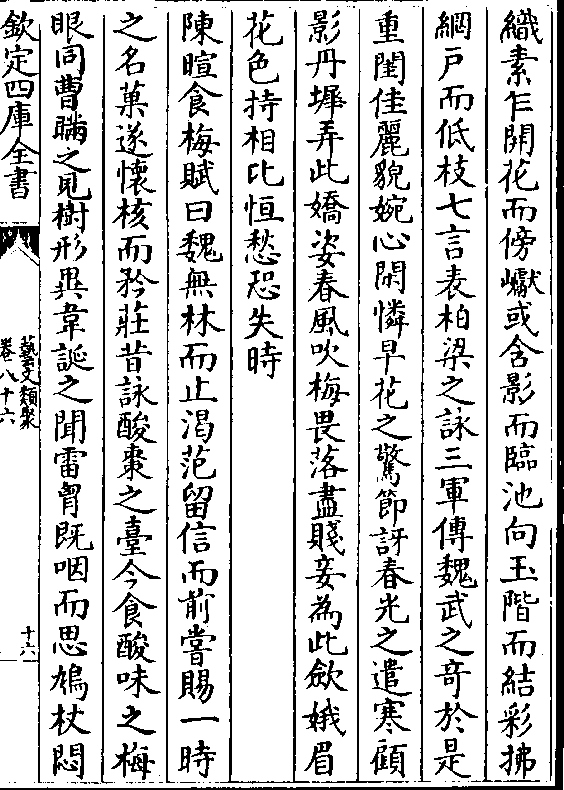 織素乍開花而傍巘或含影而臨池向玉階而結彩拂
網戸而低枝七言表柏梁之詠三軍傳魏武之竒於是
重閨佳麗貌婉心閑憐早花之驚節訝春光之遣寒顧
影丹墀弄此嬌姿春風吹梅畏落盡賤妾為此歛娥眉
花色持相比恒愁恐失時
陳暄食梅賦曰魏無林而止渴范留信而前嘗賜一時
之名菓遂懷核而矜莊昔詠酸棗之臺今食酸味之梅
眼同曹瞞之見樹形異韋誕之聞雷胷既咽而思鳩杖悶
欽定四庫全書
藝文類聚
卷八十六
十六